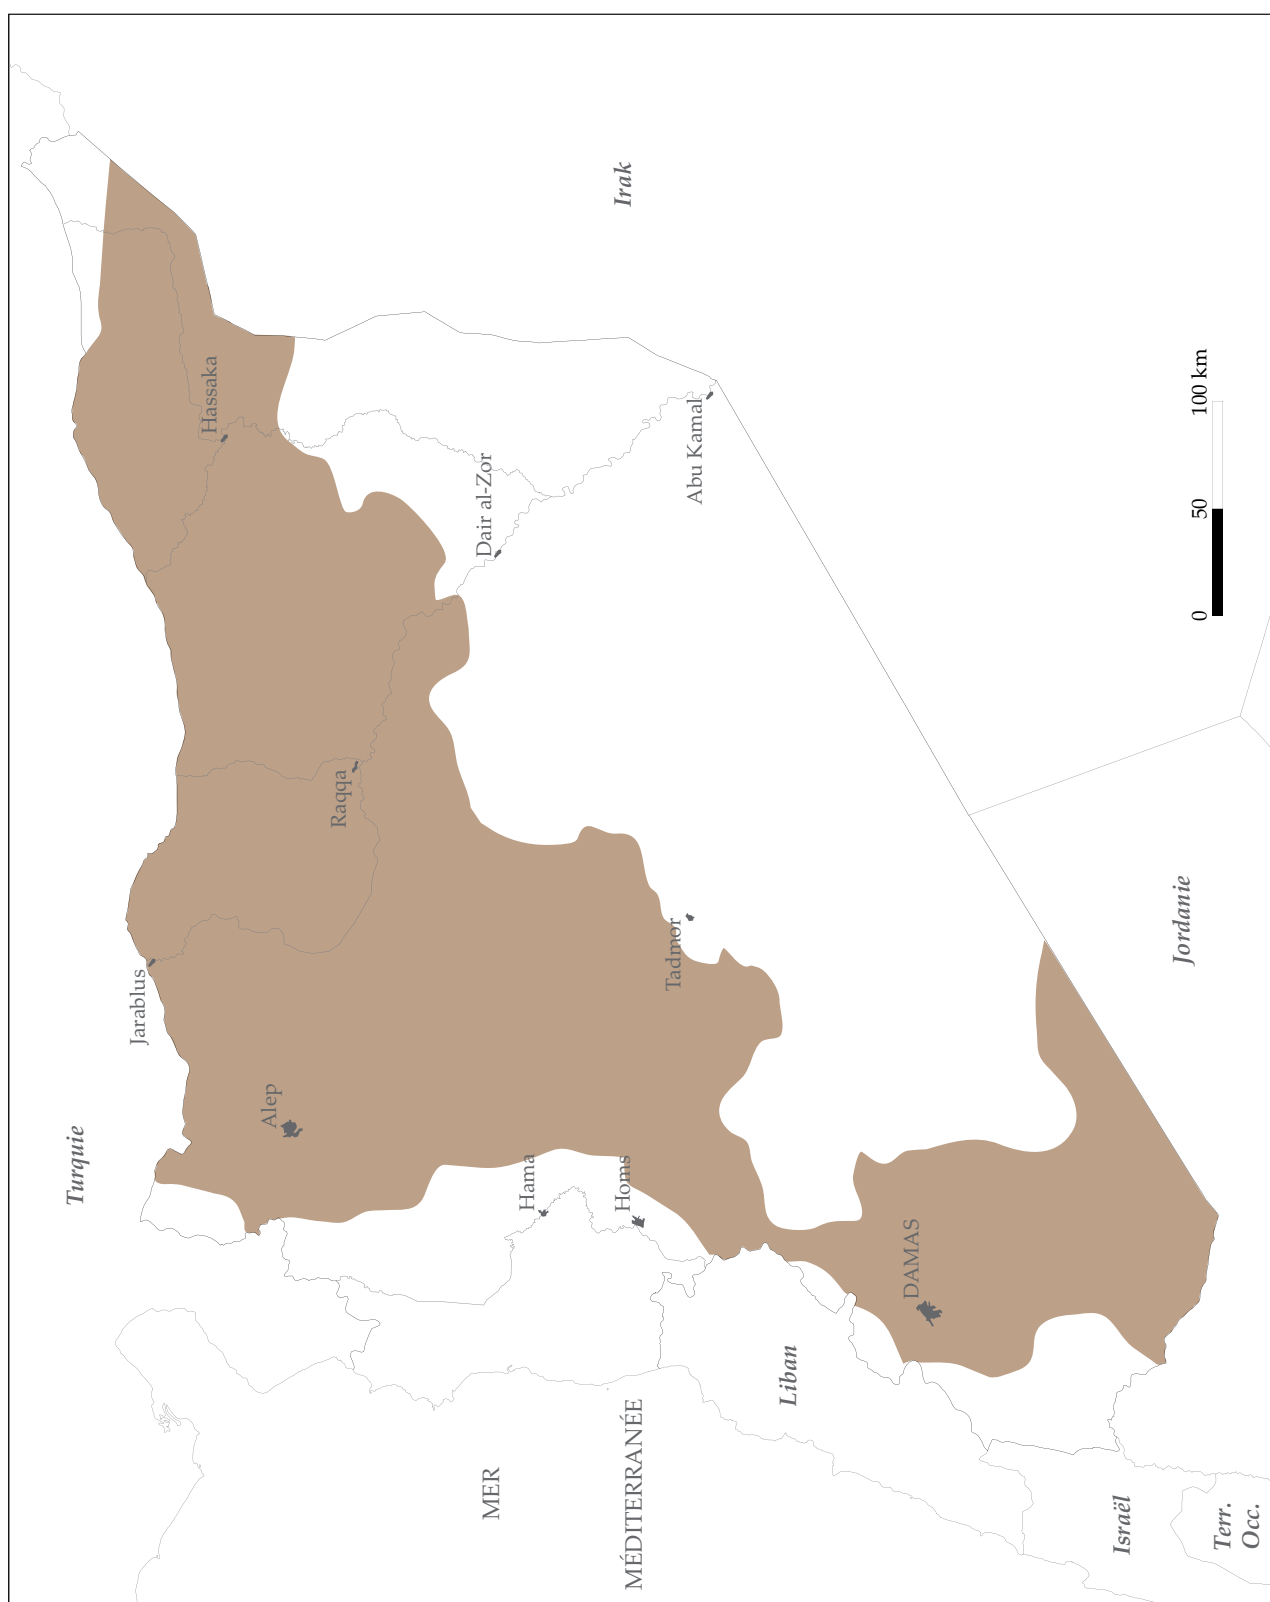 Turquie
Jarablus
Hassaka
Alep
Raqqa
Irak
Dair al-Zor
Abu Kamal
Hama
Homs
Tadmor
MER
MÉDITERRANÉE
Liban
DAMAS
Jordanie
Israël
Terr.
Occ.
0 50 100 km